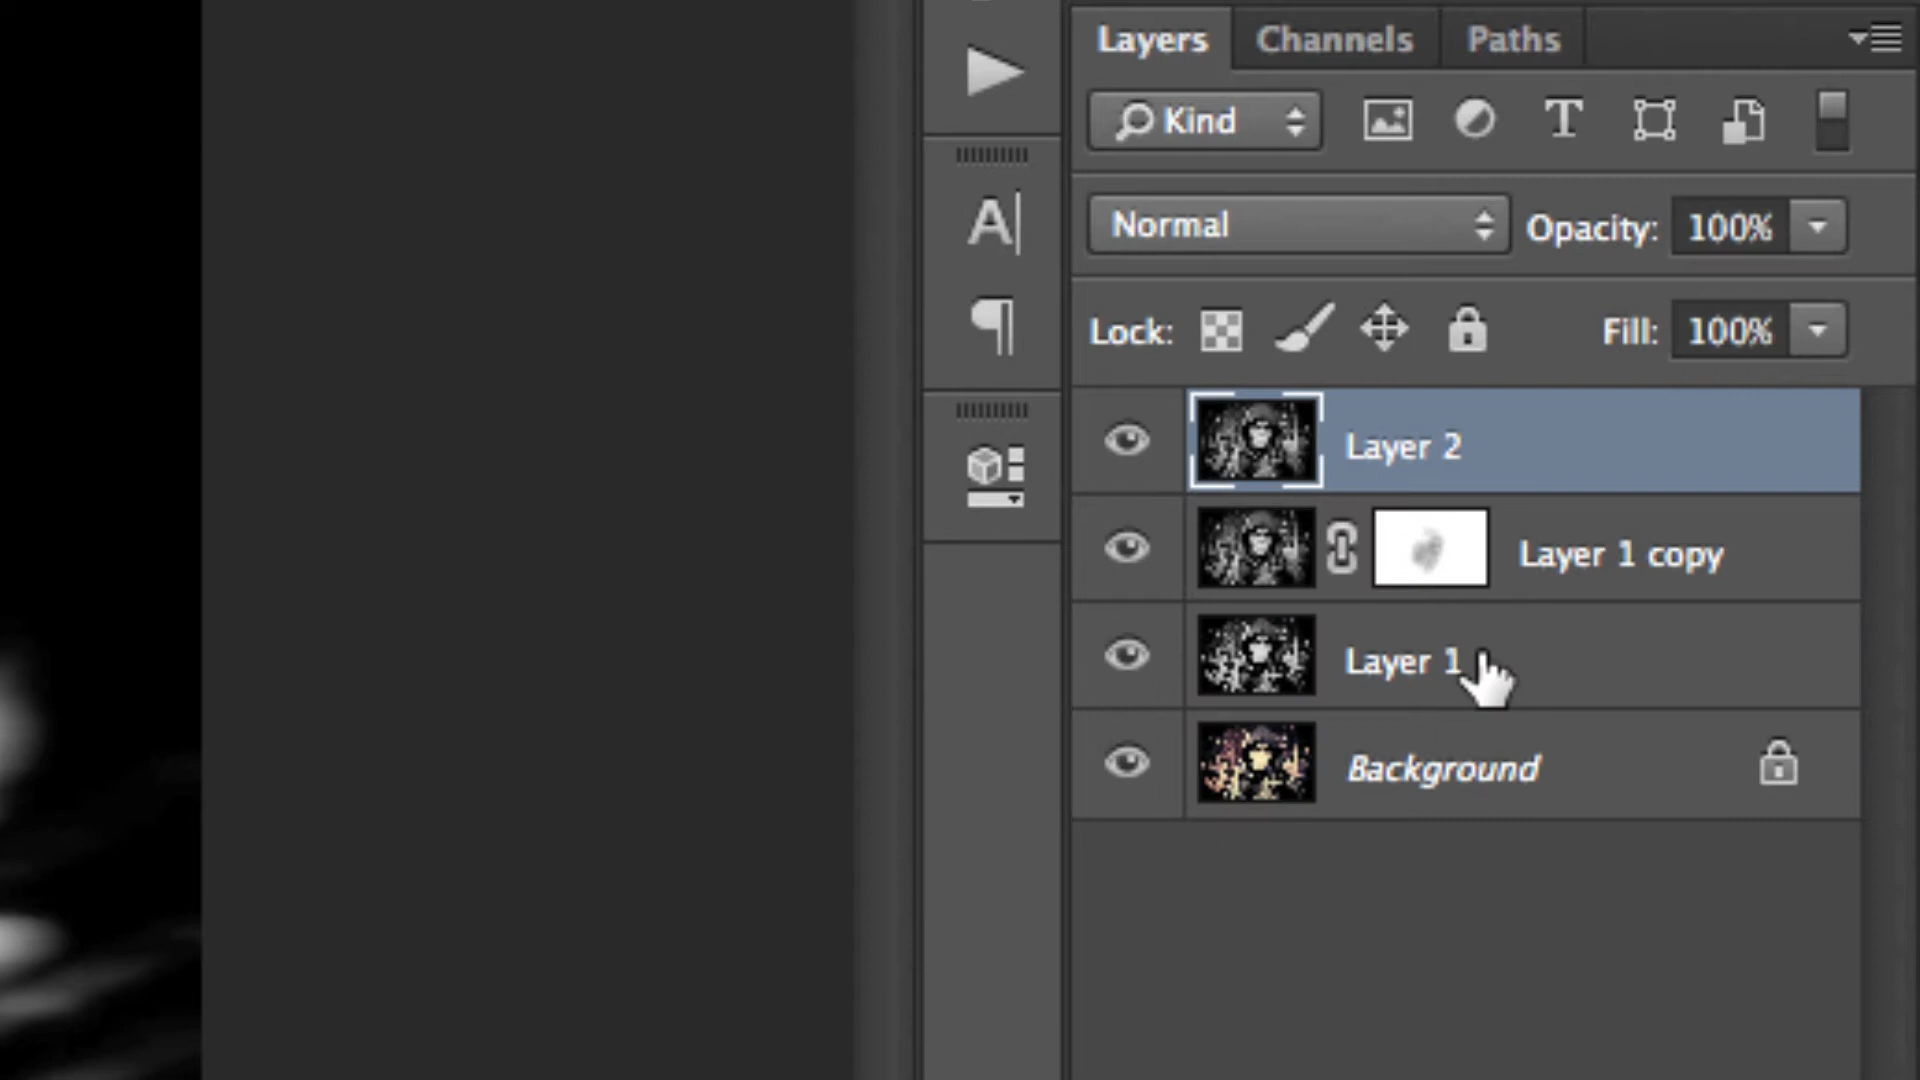 Layers Channels Paths
Kind T
Normal Opacity: 100%
A
¶
Lock: Fill: 100%
Layer 2
Layer 1 copy
Layer 1
Background